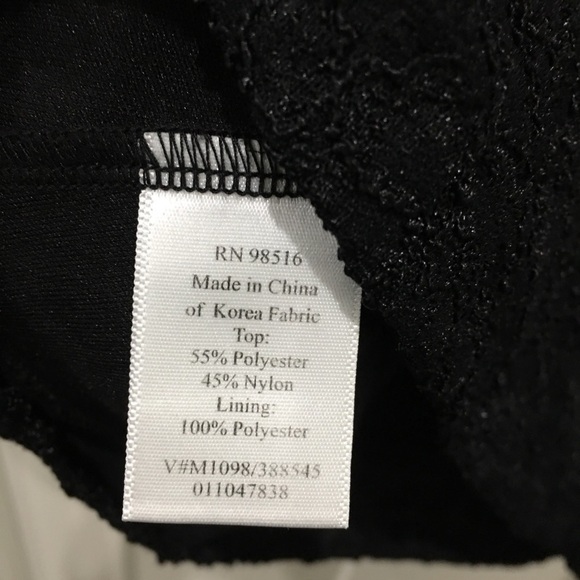 RN 98516
Made in China
of Korea Fabric
Top:
55% Polyester
45% Nylon
Lining:
100% Polyester
V#M1098/388545
011047838